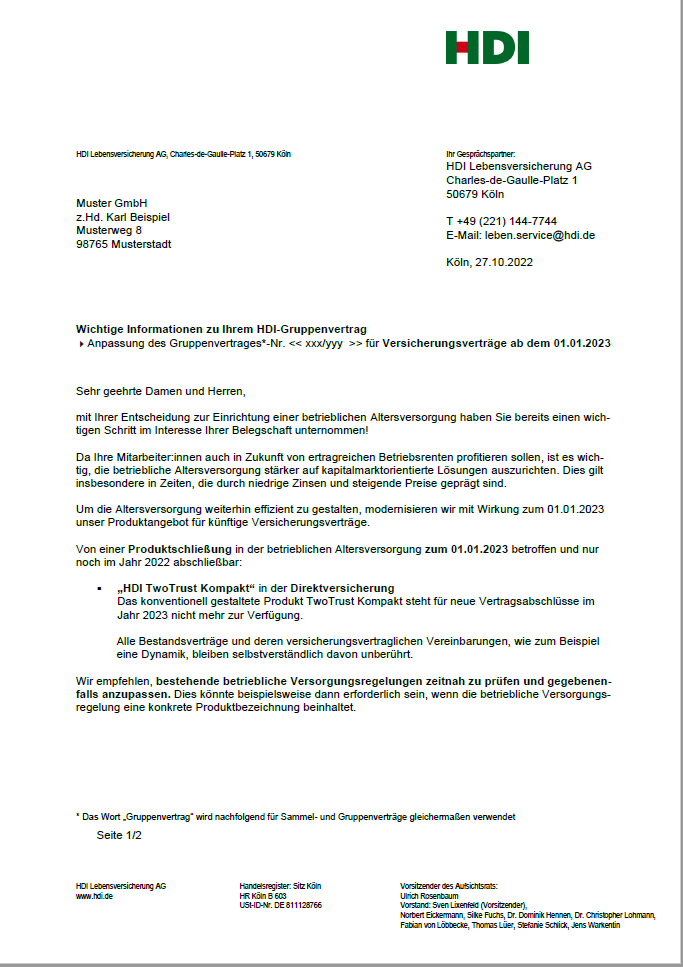 HDI
HDI Lebensversicherung AG, Charles-de-Gaulle-Platz 1, 50679 Köln
Ihr Gesprächspartner:
HDI Lebensversicherung AG
Charles-de-Gaulle-Platz 1
50679 Köln
T +49 (221) 144-7744
E-Mail: leben.service@hdi.de
Köln, 27.10.2022
Muster GmbH
z.Hd. Karl Beispiel
Musterweg 8
98765 Musterstadt
Wichtige Informationen zu Ihrem HDI-Gruppenvertrag
Anpassung des Gruppenvertrages*-Nr. << xxx/yyy >> für Versicherungsverträge ab dem 01.01.2023
Sehr geehrte Damen und Herren,
mit Ihrer Entscheidung zur Einrichtung einer betrieblichen Altersversorgung haben Sie bereits einen wich-
tigen Schritt im Interesse Ihrer Belegschaft unternommen!
Da Ihre Mitarbeiter:innen auch in Zukunft von ertragreichen Betriebsrenten profitieren sollen, ist es wich-
tig, die betriebliche Altersversorgung stärker auf kapitalmarktorientierte Lösungen auszurichten. Dies gilt
insbesondere in Zeiten, die durch niedrige Zinsen und steigende Preise geprägt sind.
Um die Altersversorgung weiterhin effizient zu gestalten, modernisieren wir mit Wirkung zum 01.01.2023
unser Produktangebot für künftige Versicherungsverträge.
Von einer Produktschließung in der betrieblichen Altersversorgung zum 01.01.2023 betroffen und nur
noch im Jahr 2022 abschließbar:
▪ „HDI TwoTrust Kompakt“ in der Direktversicherung
Das konventionell gestaltete Produkt TwoTrust Kompakt steht für neue Vertragsabschlüsse im
Jahr 2023 nicht mehr zur Verfügung.
Alle Bestandsverträge und deren versicherungsvertraglichen Vereinbarungen, wie zum Beispiel
eine Dynamik, bleiben selbstverständlich davon unberührt.
Wir empfehlen, bestehende betriebliche Versorgungsregelungen zeitnah zu prüfen und gegebenen-
falls anzupassen. Dies könnte beispielsweise dann erforderlich sein, wenn die betriebliche Versorgungs-
regelung eine konkrete Produktbezeichnung beinhaltet.
* Das Wort „Gruppenvertrag“ wird nachfolgend für Sammel- und Gruppenverträge gleichermaßen verwendet
Seite 1/2
HDI Lebensversicherung AG
www.hdi.de
Handelsregister: Sitz Köln
HR Köln B 603
USt-ID-Nr. DE 811128766
Vorsitzender des Aufsichtsrats:
Ulrich Rosenbaum
Vorstand: Sven Lixenfeld (Vorsitzender),
Norbert Eickermann, Silke Fuchs, Dr. Dominik Hennen, Dr. Christopher Lohmann,
Fabian von Löbbecke, Thomas Lüer, Stefanie Schlick, Jens Warkentin